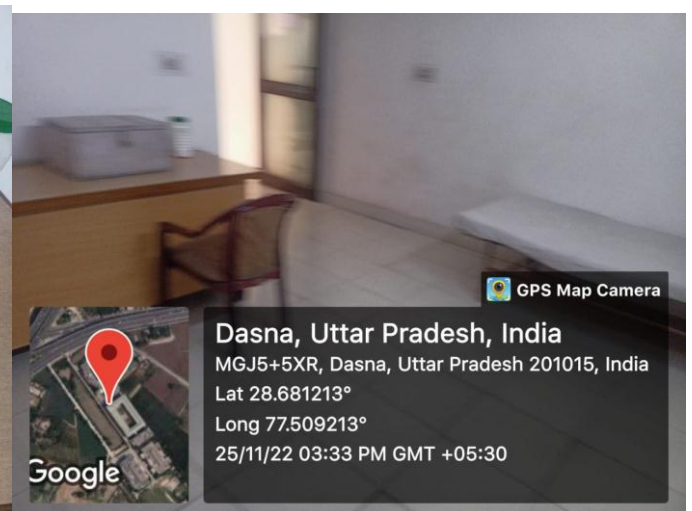 GPS Map Camera
Dasna, Uttar Pradesh, India
MGJ5+5XR, Dasna, Uttar Pradesh 201015, India
Lat 28.681213°
Long 77.509213°
25/11/22 03:33 PM GMT +05:30
Google